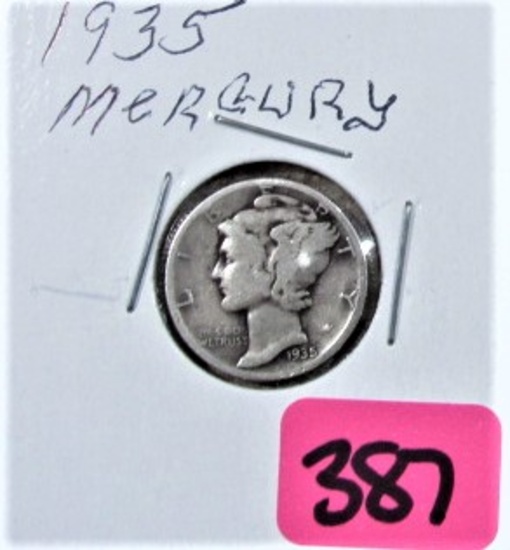 1935
MERCURY
LIBERTY
IN GOD
WE TRUST
1935
387